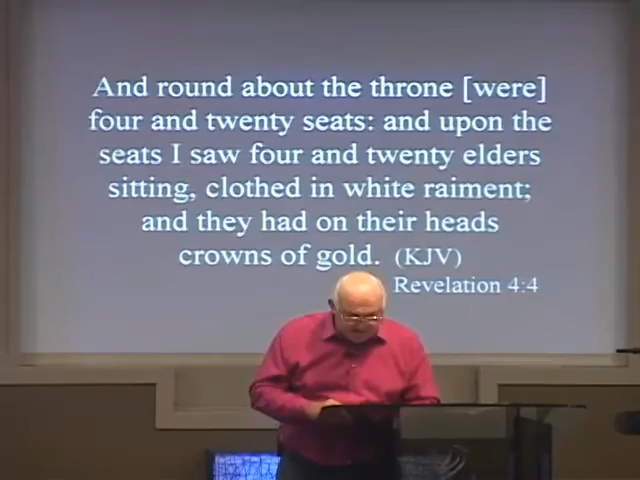 And round about the throne [were]
four and twenty seats: and upon the
seats I saw four and twenty elders
sitting, clothed in white raiment;
and they had on their heads
crowns of gold. (KJV)
Revelation 4:4